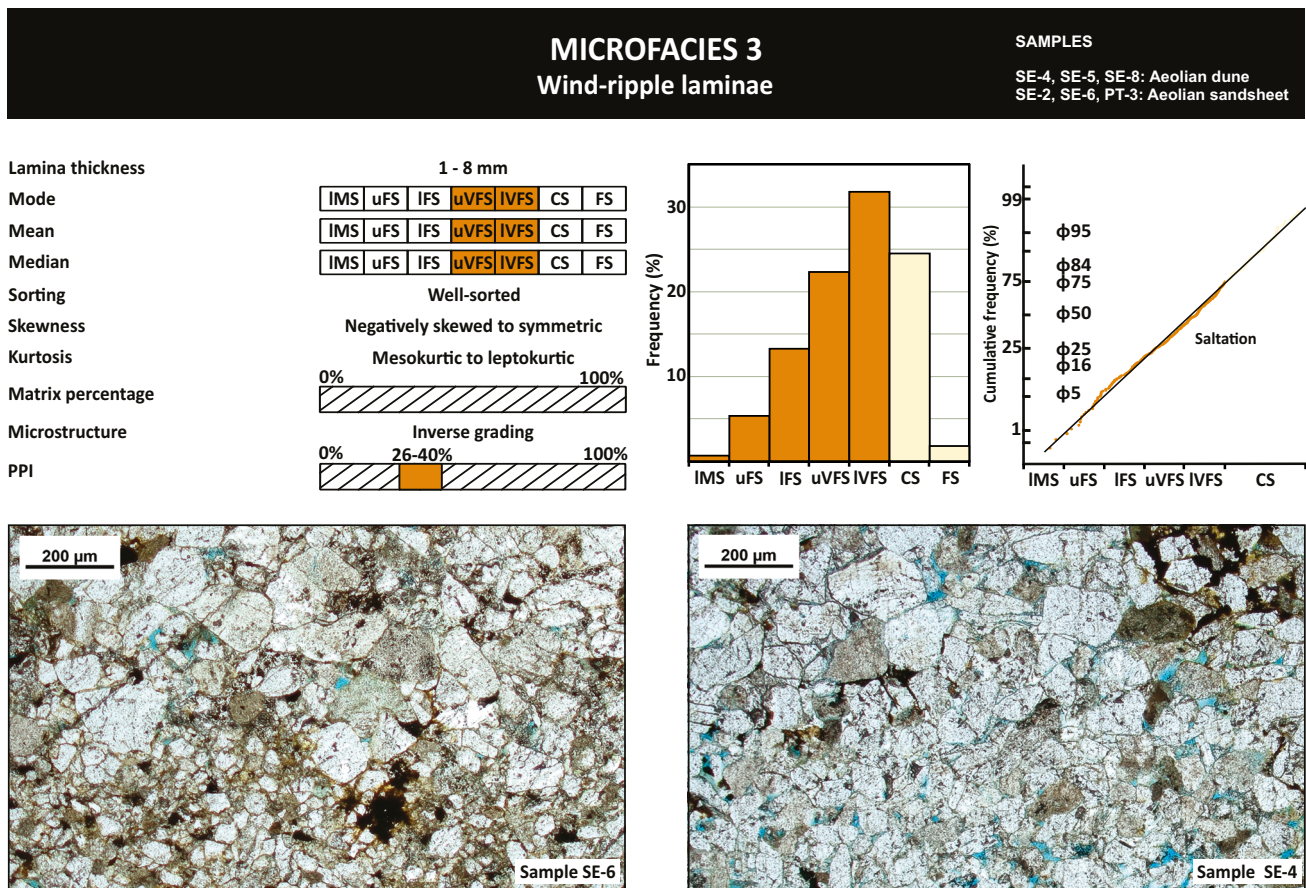 MICROFACIES 3
Wind-ripple laminae
SAMPLES
SE-4, SE-5, SE-8: Aeolian dune
SE-2, SE-6, PT-3: Aeolian sandsheet
Lamina thickness
1 - 8 mm
Mode
lMS uFS lFS uVFS lVFS CS FS
Mean
lMS uFS lFS uVFS lVFS CS FS
Median
lMS uFS lFS uVFS lVFS CS FS
Sorting
Well-sorted
Skewness
Negatively skewed to symmetric
Kurtosis
Mesokurtic to leptokurtic
Matrix percentage
0% 100%
Microstructure
Inverse grading
PPI
0% 26-40% 100%
Frequency (%)
30
20
10
lMS uFS lFS uVFS lVFS CS FS
Cumulative frequency (%)
99
75
25
1
ϕ95
ϕ84
ϕ75
ϕ50
ϕ25
ϕ16
ϕ5
Saltation
lMS uFS lFS uVFS lVFS CS
200 µm
Sample SE-6
200 µm
Sample SE-4